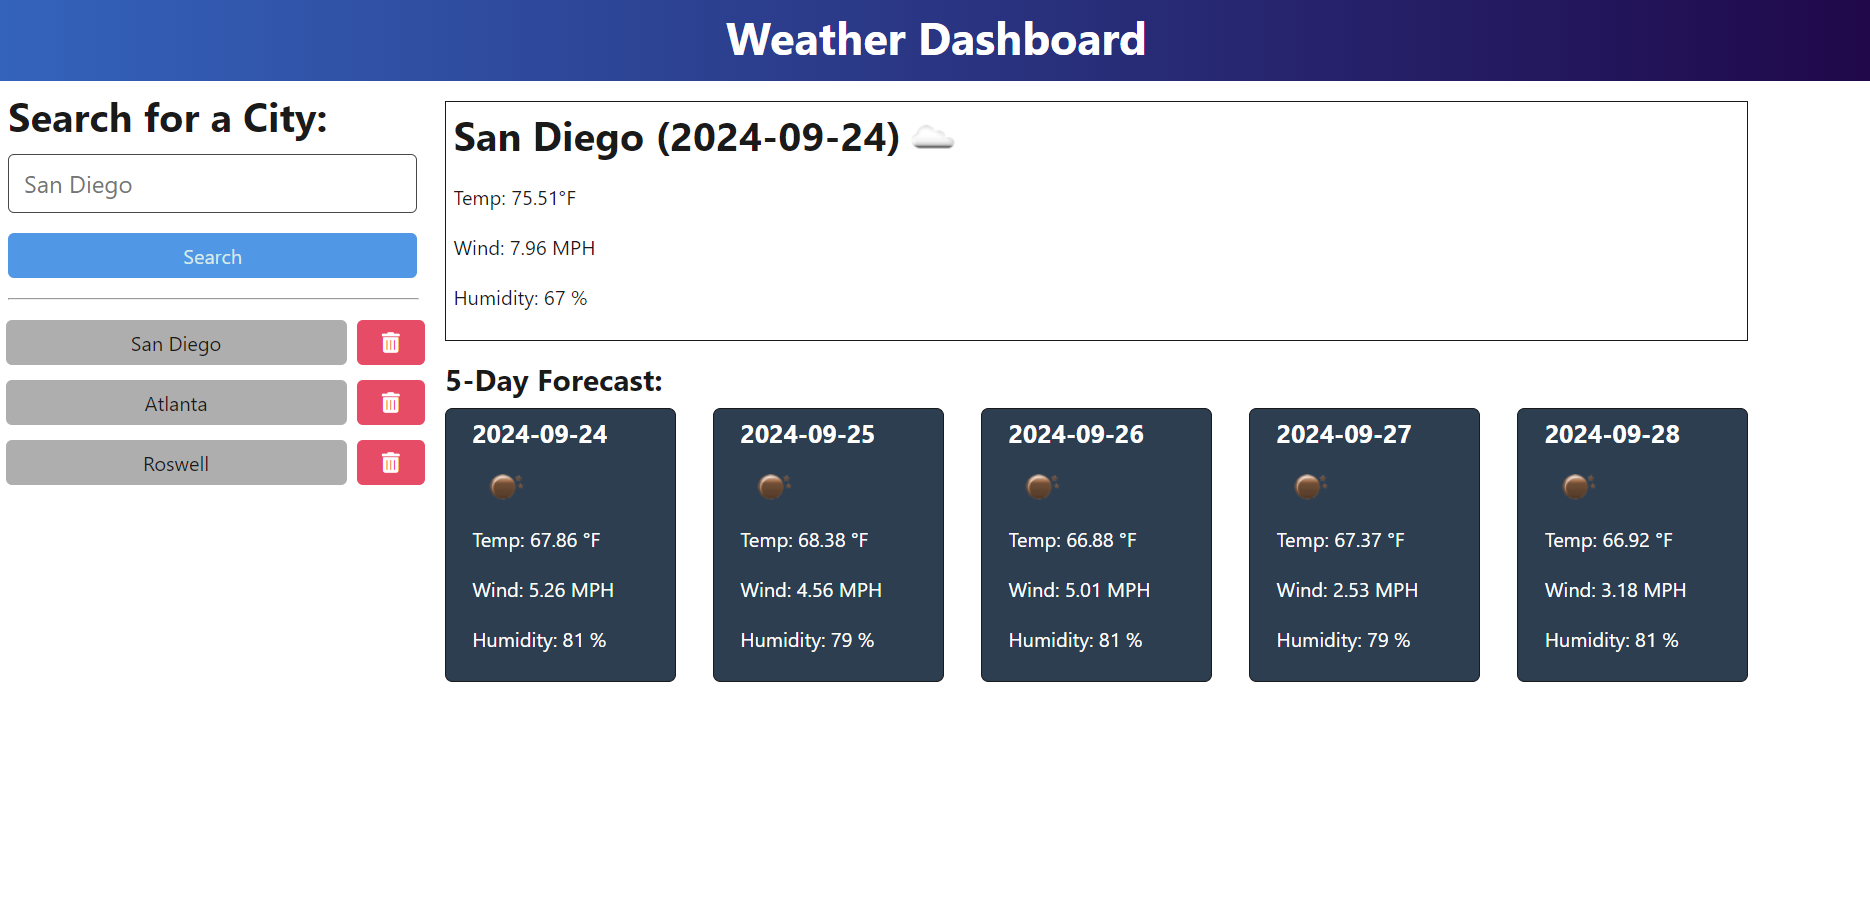 Weather Dashboard
Search for a City:
San Diego
Search
San Diego
Atlanta
Roswell
San Diego (2024-09-24)
Temp: 75.51°F
Wind: 7.96 MPH
Humidity: 67 %
5-Day Forecast:
2024-09-24
Temp: 67.86 °F
Wind: 5.26 MPH
Humidity: 81 %
2024-09-25
Temp: 68.38 °F
Wind: 4.56 MPH
Humidity: 79 %
2024-09-26
Temp: 66.88 °F
Wind: 5.01 MPH
Humidity: 81 %
2024-09-27
Temp: 67.37 °F
Wind: 2.53 MPH
Humidity: 79 %
2024-09-28
Temp: 66.92 °F
Wind: 3.18 MPH
Humidity: 81 %